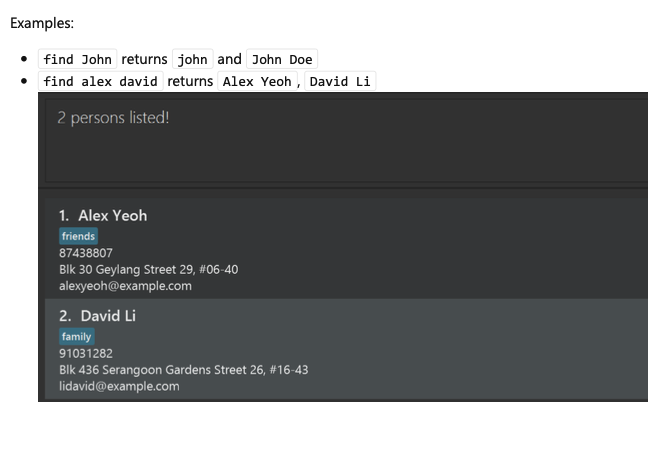 Examples:
• find John returns john and John Doe
• find alex david returns Alex Yeoh, David Li
2 persons listed!
1. Alex Yeoh
friends
87438807
Blk 30 Geylang Street 29, #06-40
alexyeoh@example.com
2. David Li
family
91031282
Blk 436 Serangoon Gardens Street 26, #16-43
lidavid@example.com